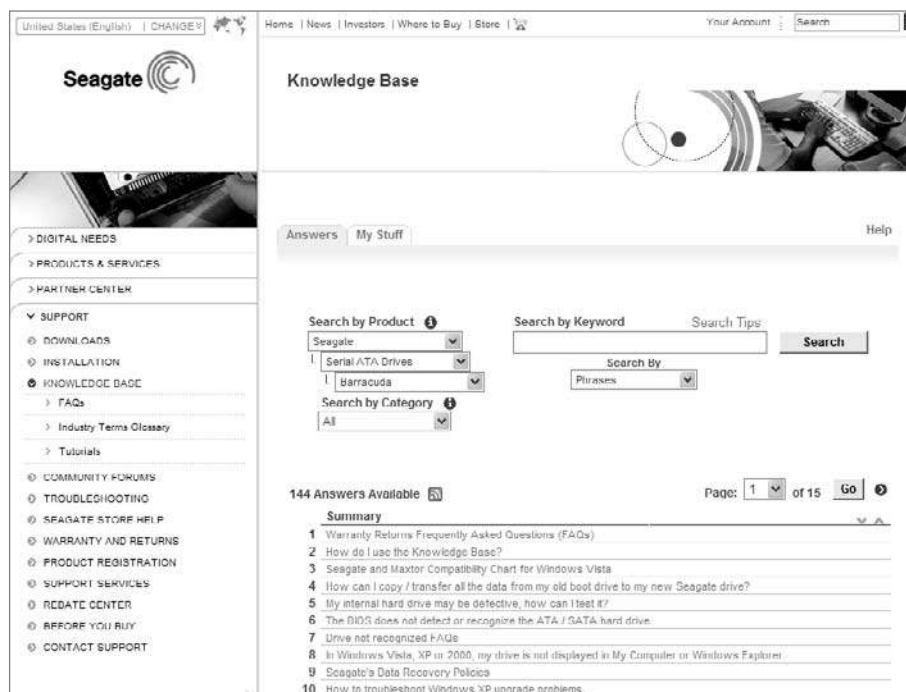 United States (English) | CHANGE
Home | News | Investors | Where to Buy | Store |
Your Account
Search
Seagate
Knowledge Base
Answers
My Stuff
Help
> DIGITAL NEEDS
> PRODUCTS & SERVICES
> PARTNER CENTER
SUPPORT
DOWNLOADS
INSTALLATION
KNOWLEDGE BASE
> FAQs
> Industry Terms Glossary
> Tutorials
COMMUNITY FORUMS
TROUBLESHOOTING
SEAGATE STORE HELP
WARRANTY AND RETURNS
PRODUCT REGISTRATION
SUPPORT SERVICES
REBATE CENTER
BEFORE YOU BUY
CONTACT SUPPORT
Search by Product
Seagate
Serial ATA Drives
Barracuda
Search by Category
All
Search by Keyword
Search Tips
Search
Search By
Phrases
144 Answers Available
Page: 1 of 15 Go
Summary
1 Warranty Returns Frequently Asked Questions (FAQs)
2 How do I use the Knowledge Base?
3 Seagate and Maxtor Compatibility Chart for Windows Vista
4 How can I copy / transfer all the data from my old boot drive to my new Seagate drive?
5 My internal hard drive may be defective, how can I test it?
6 The BIOS does not detect or recognize the ATA / SATA hard drive
7 Drive not recognized FAQs
8 In Windows Vista, XP or 2000, my drive is not displayed in My Computer or Windows Explorer.
9 Seagate's Data Recovery Policies
10 How to troubleshoot Windows XP upgrade problems.